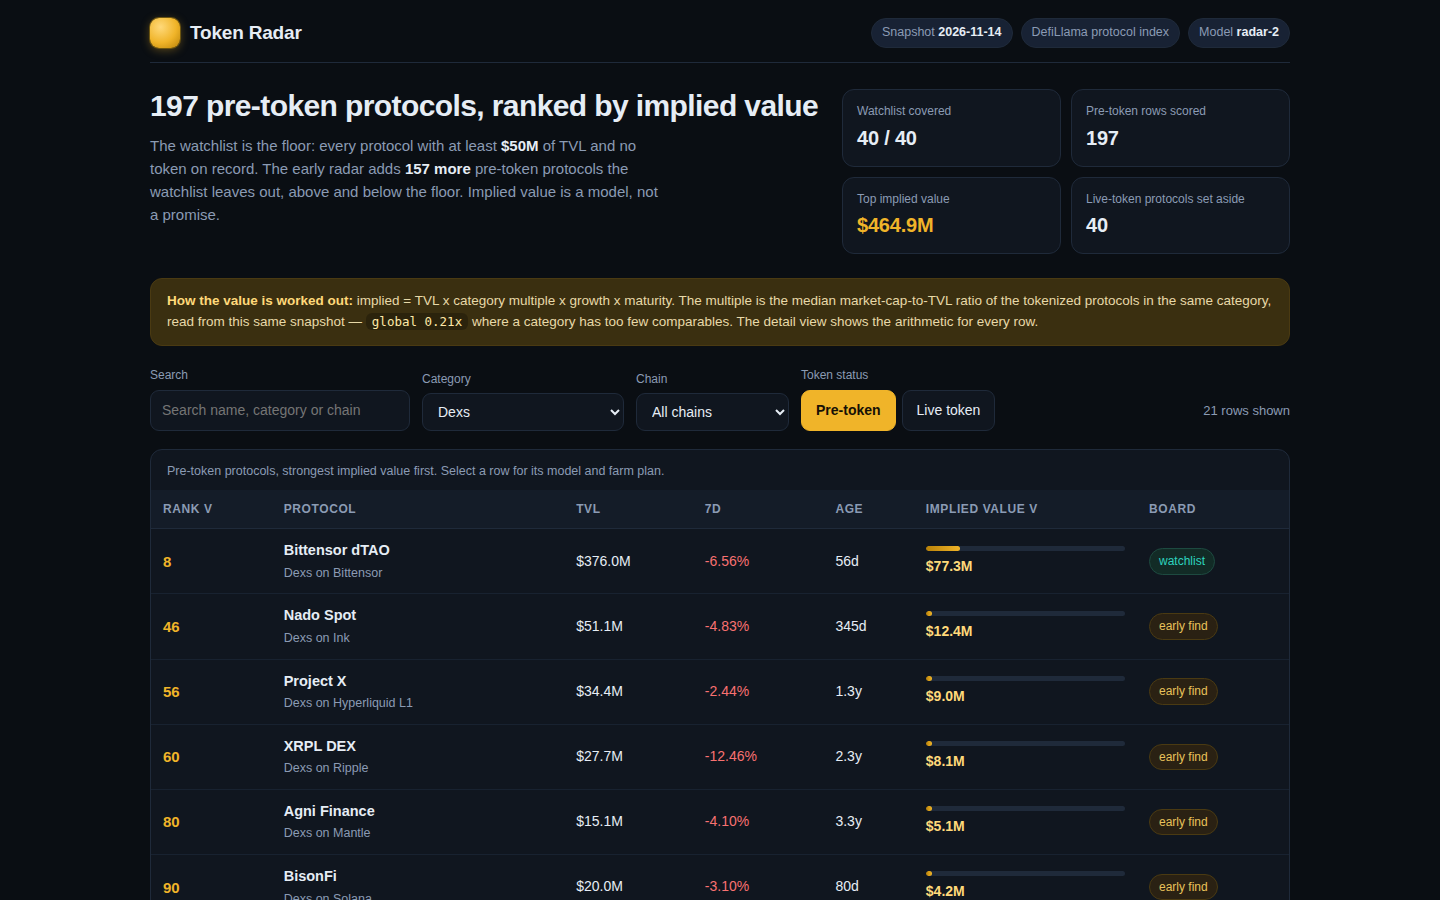 Token Radar
Snapshot 2026-11-14
DefiLlama protocol index
Model radar-2
197 pre-token protocols, ranked by implied value
The watchlist is the floor: every protocol with at least $50M of TVL and no
token on record. The early radar adds 157 more pre-token protocols the
watchlist leaves out, above and below the floor. Implied value is a model, not
a promise.
Watchlist covered
40 / 40
Pre-token rows scored
197
Top implied value
$464.9M
Live-token protocols set aside
40
How the value is worked out: implied = TVL x category multiple x growth x maturity. The multiple is the median market-cap-to-TVL ratio of the tokenized protocols in the same category,
read from this same snapshot — global 0.21x where a category has too few comparables. The detail view shows the arithmetic for every row.
Search
Search name, category or chain
Category
Dexs
Chain
All chains
Token status
Pre-token
Live token
21 rows shown
Pre-token protocols, strongest implied value first. Select a row for its model and farm plan.
RANK V PROTOCOL TVL 7D AGE IMPLIED VALUE V BOARD
8 Bittensor dTAO $376.0M -6.56% 56d $77.3M watchlist
Dexs on Bittensor
46 Nado Spot $51.1M -4.83% 345d $12.4M early find
Dexs on Ink
56 Project X $34.4M -2.44% 1.3y $9.0M early find
Dexs on Hyperliquid L1
60 XRPL DEX $27.7M -12.46% 2.3y $8.1M early find
Dexs on Ripple
80 Agni Finance $15.1M -4.10% 3.3y $5.1M early find
Dexs on Mantle
90 BisonFi $20.0M -3.10% 80d $4.2M early find
Dexs on Solana